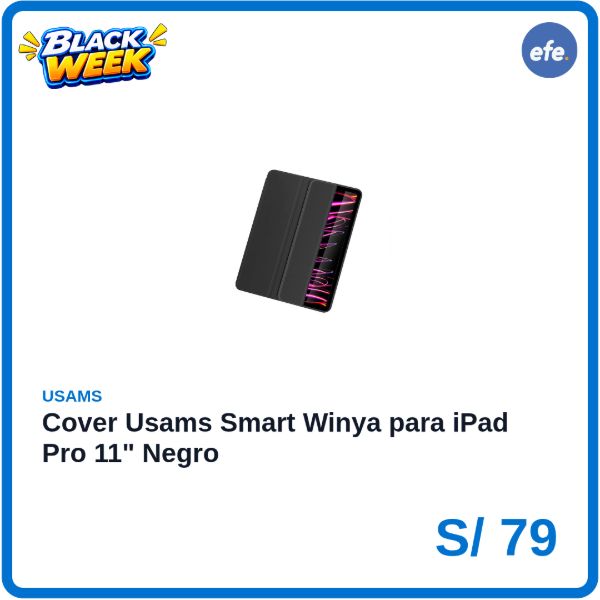 BLACK
WEEK
efe.
USAMS
Cover Usams Smart Winya para iPad
Pro 11" Negro
S/ 79